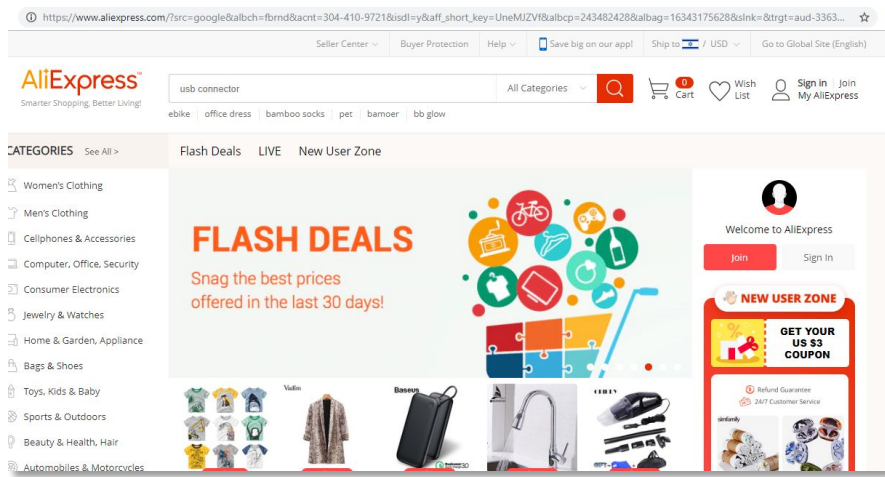 https://www.aliexpress.com/?src=google&albch=fbrnd&acnt=304-410-9721&isdl=y&aff_short_key=UneMJZVf&albcp=243482428&albag=16343175628&slnk=&trgt=aud-3363...
Seller Center Buyer Protection Help Save big on our app! Ship to / USD Go to Global Site (English)
AliExpress™
Smarter Shopping, Better Living!
usb connector All Categories
0
Cart
Wish
List
Sign in Join
My AliExpress
ebike office dress bamboo socks pet bamoer bb glow
CATEGORIES See All >
Flash Deals LIVE New User Zone
Women's Clothing
Men's Clothing
Cellphones & Accessories
Computer, Office, Security
Consumer Electronics
Jewelry & Watches
Home & Garden, Appliance
Bags & Shoes
Toys, Kids & Baby
Sports & Outdoors
Beauty & Health, Hair
Automobiles & Motorcycles
FLASH DEALS
Snag the best prices
offered in the last 30 days!
Welcome to AliExpress
Join Sign In
NEW USER ZONE
%
GET YOUR
US $3
COUPON
Refund Guarantee
24/7 Customer Service
simfamily
Vadim
Baseus